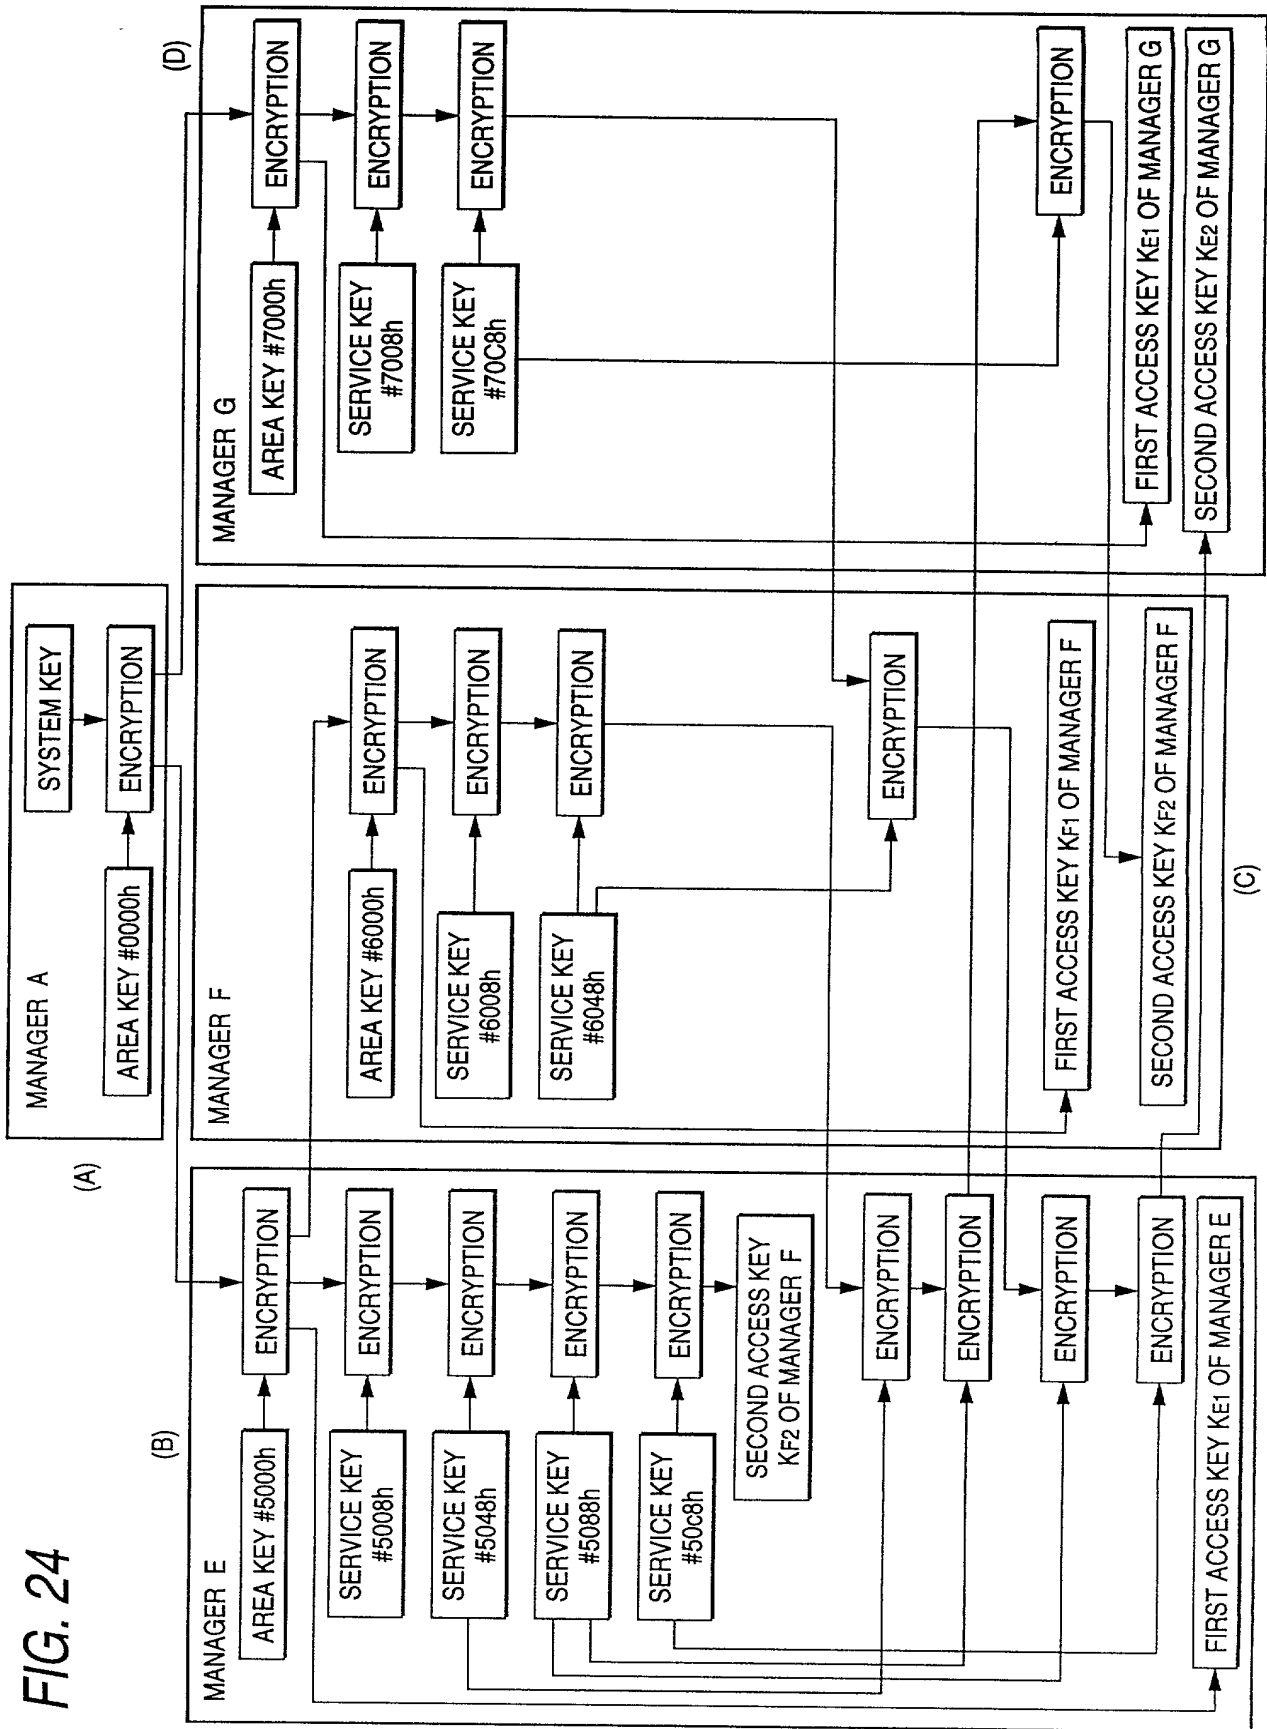 FIG. 24
(A)
MANAGER A
SYSTEM KEY
AREA KEY #0000h
ENCRYPTION
(B)
MANAGER E
AREA KEY #5000h
ENCRYPTION
SERVICE KEY
#5008h
ENCRYPTION
SERVICE KEY
#5048h
ENCRYPTION
SERVICE KEY
#5088h
ENCRYPTION
SERVICE KEY
#50c8h
ENCRYPTION
SECOND ACCESS KEY
KF2 OF MANAGER F
ENCRYPTION
ENCRYPTION
ENCRYPTION
ENCRYPTION
FIRST ACCESS KEY KE1 OF MANAGER E
MANAGER F
AREA KEY #6000h
ENCRYPTION
SERVICE KEY
#6008h
ENCRYPTION
SERVICE KEY
#6048h
ENCRYPTION
ENCRYPTION
FIRST ACCESS KEY KF1 OF MANAGER F
SECOND ACCESS KEY KF2 OF MANAGER F
(C)
(D)
MANAGER G
AREA KEY #7000h
ENCRYPTION
SERVICE KEY
#7008h
ENCRYPTION
SERVICE KEY
#70C8h
ENCRYPTION
ENCRYPTION
FIRST ACCESS KEY KE1 OF MANAGER G
SECOND ACCESS KEY KE2 OF MANAGER G